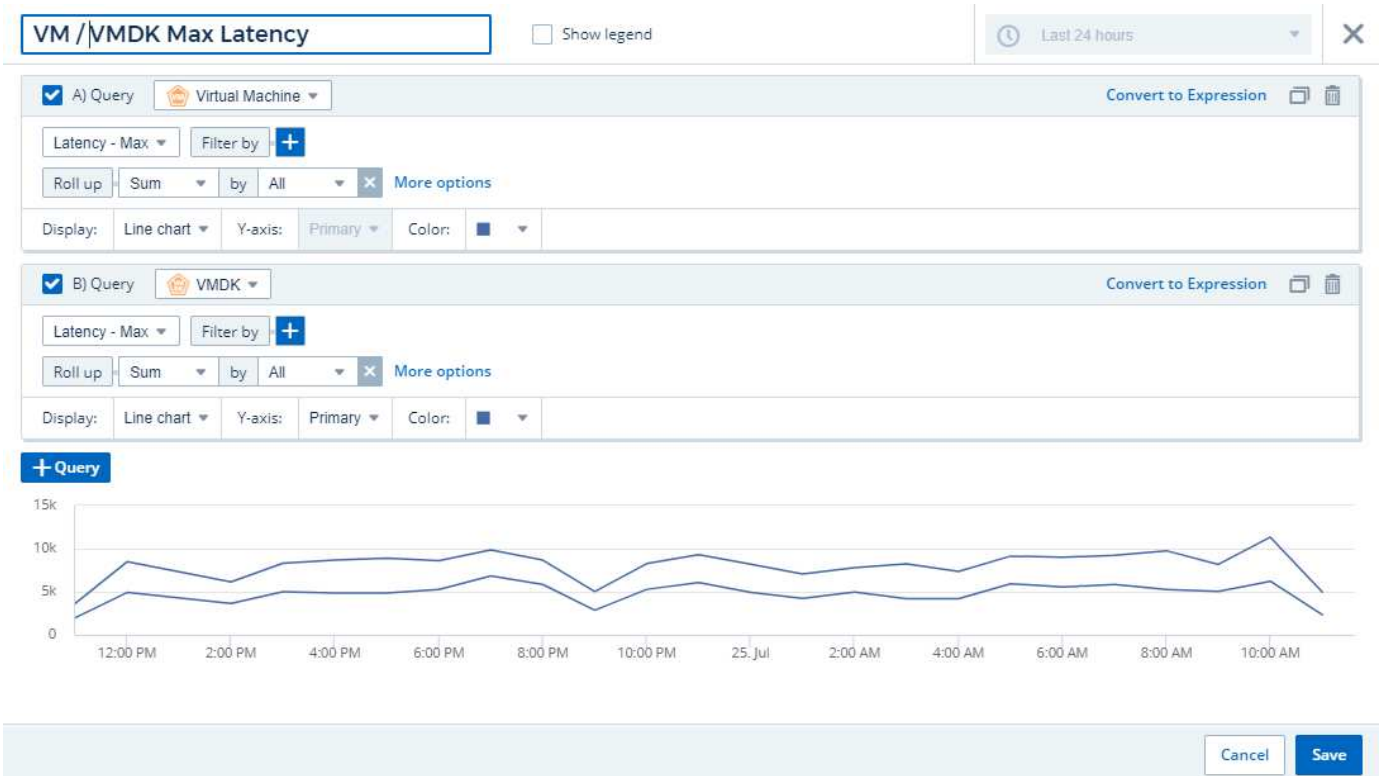 VM / VMDK Max Latency Show legend Last 24 hours
A) Query Virtual Machine Convert to Expression
Latency - Max Filter by +
Roll up Sum by All × More options
Display: Line chart Y-axis: Primary Color:
B) Query VMDK Convert to Expression
Latency - Max Filter by +
Roll up Sum by All × More options
Display: Line chart Y-axis: Primary Color:
+ Query
15k
10k
5k
0
12:00 PM 2:00 PM 4:00 PM 6:00 PM 8:00 PM 10:00 PM 25. Jul 2:00 AM 4:00 AM 6:00 AM 8:00 AM 10:00 AM
Cancel Save